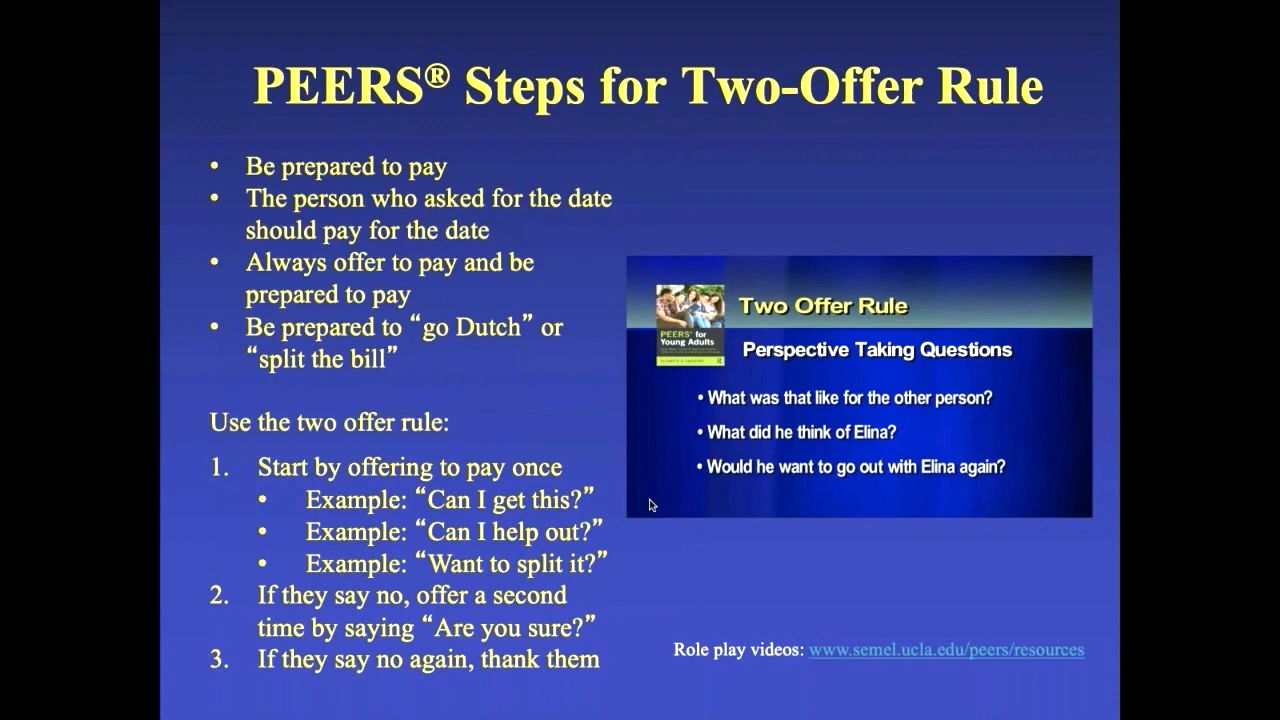 PEERS® Steps for Two-Offer Rule
• Be prepared to pay
• The person who asked for the date
should pay for the date
• Always offer to pay and be
prepared to pay
• Be prepared to “go Dutch” or
“split the bill”
Use the two offer rule:
1. Start by offering to pay once
• Example: “Can I get this?”
• Example: “Can I help out?”
• Example: “Want to split it?”
2. If they say no, offer a second
time by saying “Are you sure?”
3. If they say no again, thank them
PEERS® for
Young Adults
Two Offer Rule
Perspective Taking Questions
• What was that like for the other person?
• What did he think of Elina?
• Would he want to go out with Elina again?
Role play videos: www.semel.ucla.edu/peers/resources